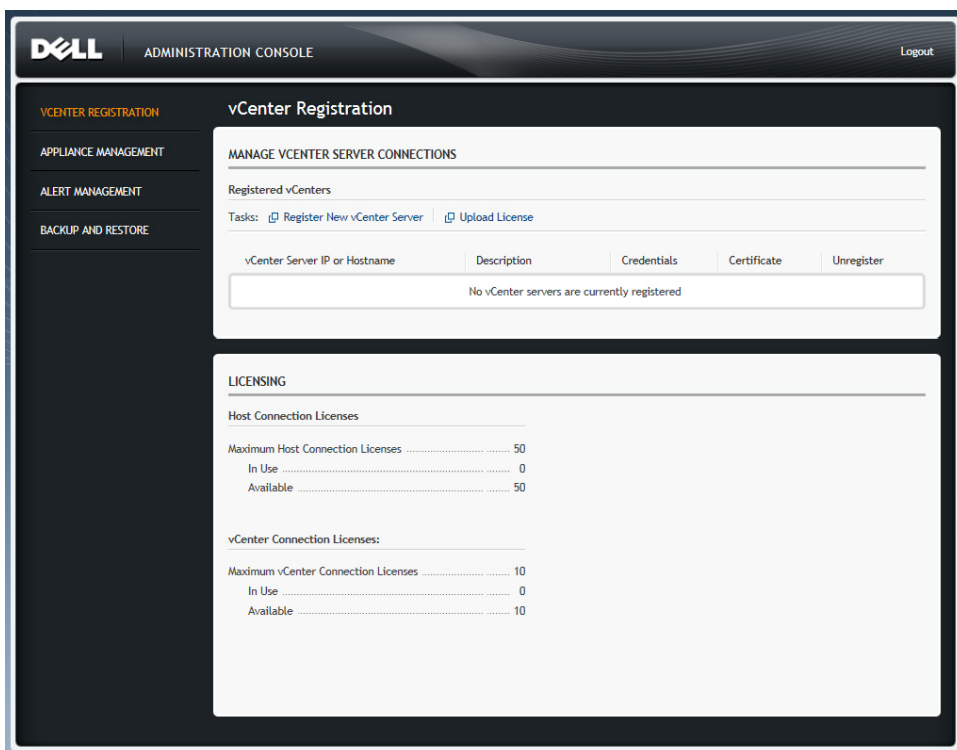 DELL ADMINISTRATION CONSOLE Logout
VCENTER REGISTRATION
APPLIANCE MANAGEMENT
ALERT MANAGEMENT
BACKUP AND RESTORE
vCenter Registration
MANAGE VCENTER SERVER CONNECTIONS
Registered vCenters
Tasks: Register New vCenter Server Upload License
vCenter Server IP or Hostname Description Credentials Certificate Unregister
No vCenter servers are currently registered
LICENSING
Host Connection Licenses
Maximum Host Connection Licenses ........ 50
In Use ........ 0
Available ........ 50
vCenter Connection Licenses:
Maximum vCenter Connection Licenses ........ 10
In Use ........ 0
Available ........ 10